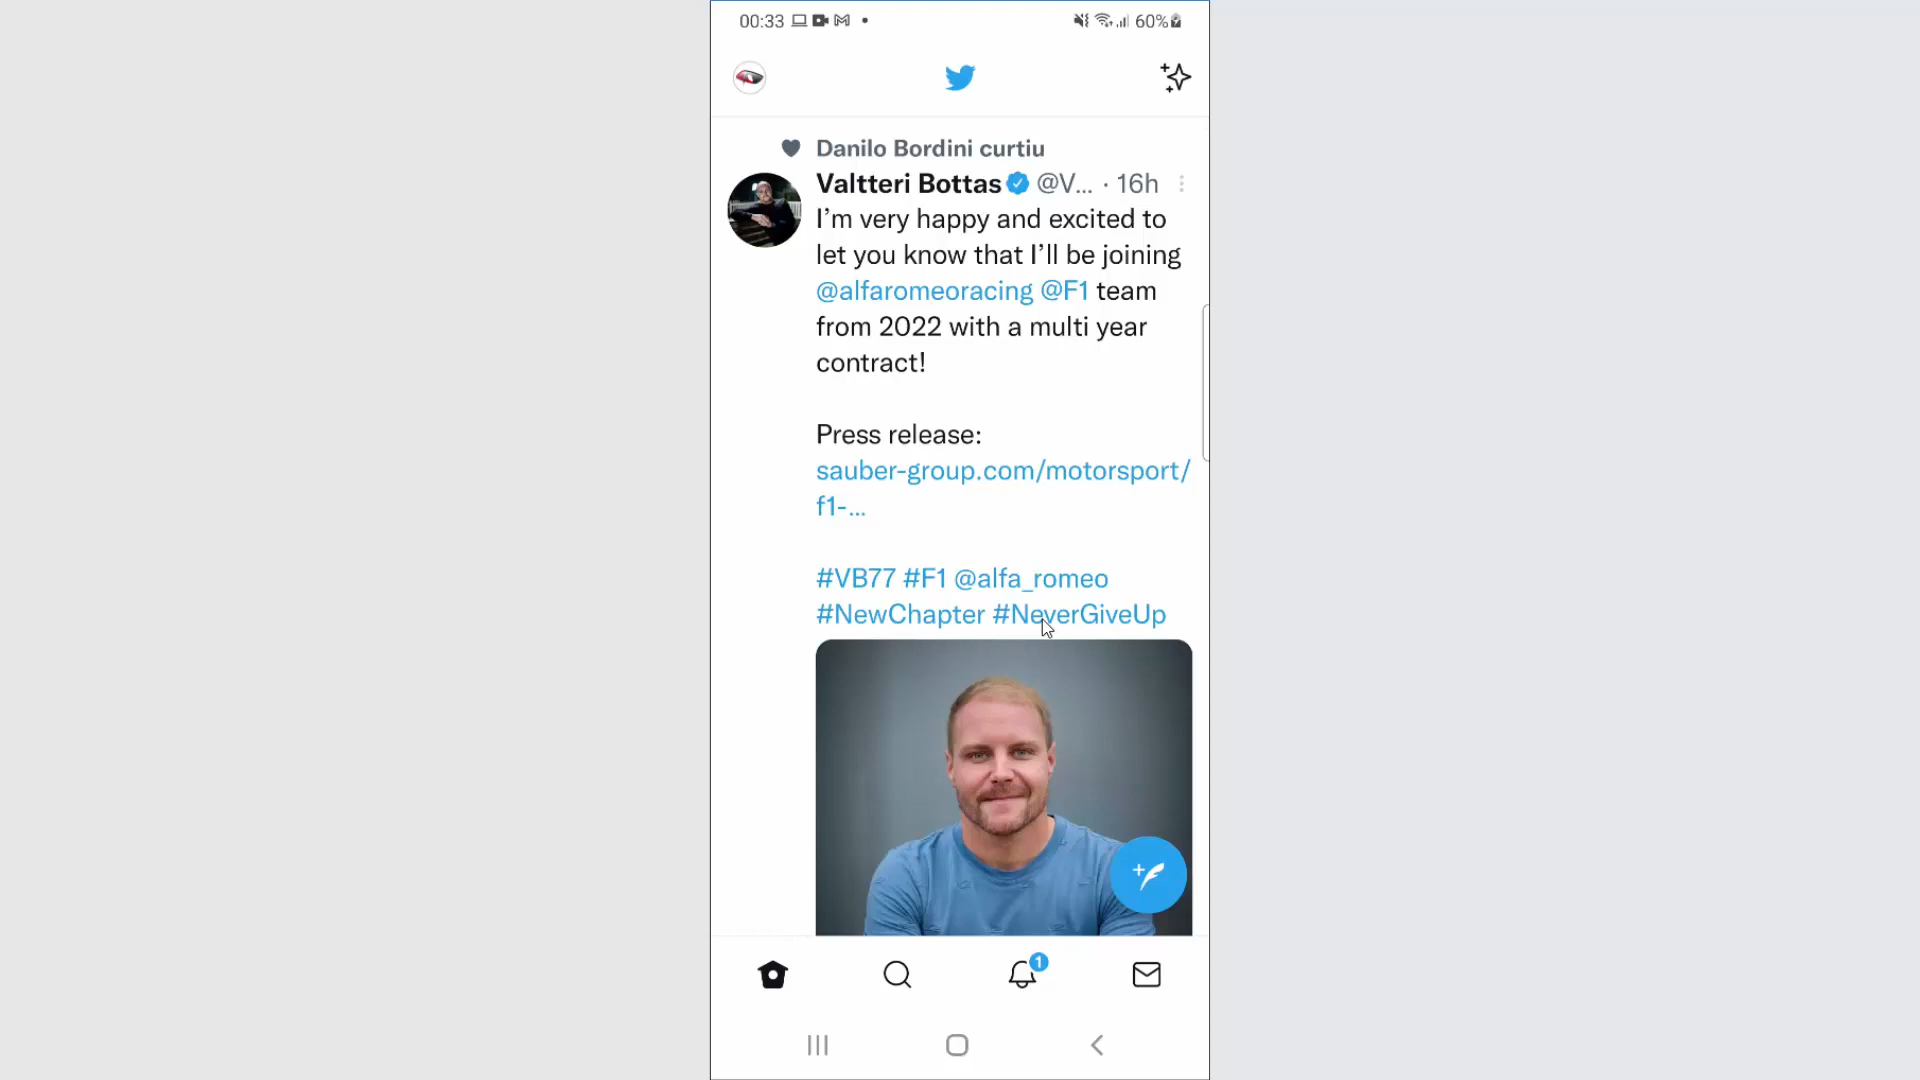 00:33 60%
Danilo Bordini curtiu
Valtteri Bottas @V... · 16h
I’m very happy and excited to
let you know that I’ll be joining
@alfaromeoracing @F1 team
from 2022 with a multi year
contract!
Press release:
sauber-group.com/motorsport/
f1-...
#VB77 #F1 @alfa_romeo
#NewChapter #NeverGiveUp
1